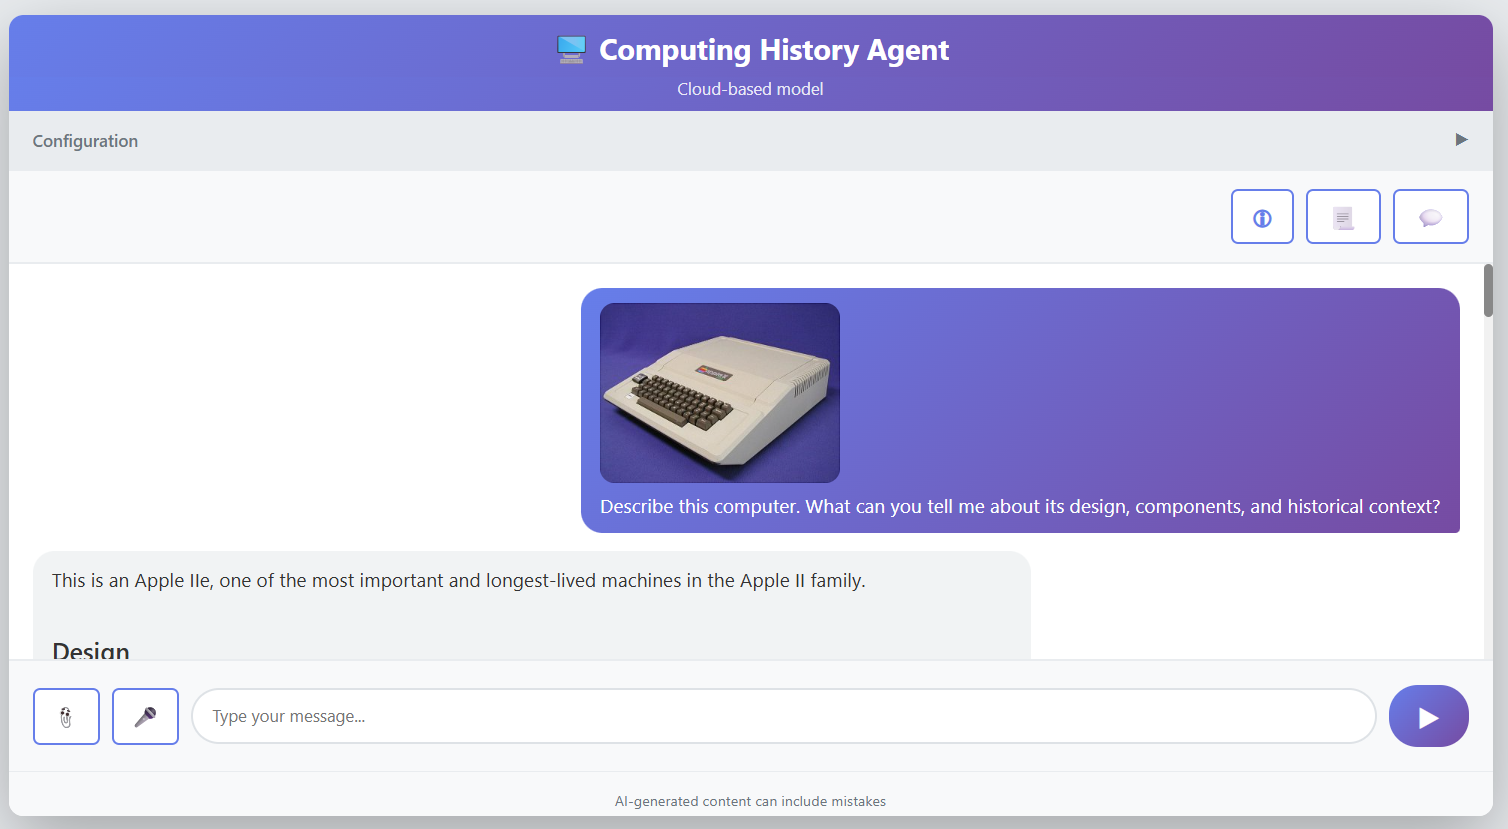 Computing History Agent
Cloud-based model
Configuration
Describe this computer. What can you tell me about its design, components, and historical context?
This is an Apple IIe, one of the most important and longest-lived machines in the Apple II family.
Design
Type your message...
AI-generated content can include mistakes